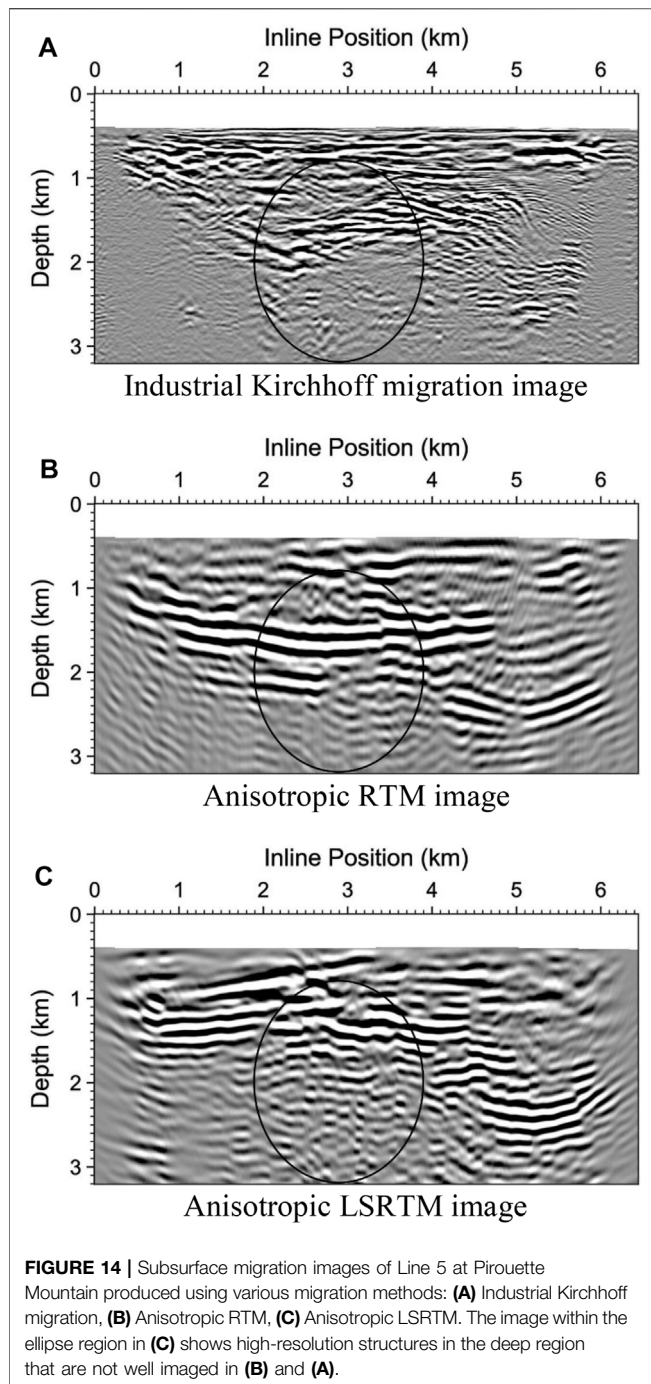 A
Inline Position (km)
0 1 2 3 4 5 6
Depth (km)
0
1
2
3
Industrial Kirchhoff migration image
B
Inline Position (km)
0 1 2 3 4 5 6
Depth (km)
0
1
2
3
Anisotropic RTM image
C
Inline Position (km)
0 1 2 3 4 5 6
Depth (km)
0
1
2
3
Anisotropic LSRTM image
FIGURE 14 | Subsurface migration images of Line 5 at Pirouette
Mountain produced using various migration methods: (A) Industrial Kirchhoff
migration, (B) Anisotropic RTM, (C) Anisotropic LSRTM. The image within the
ellipse region in (C) shows high-resolution structures in the deep region
that are not well imaged in (B) and (A).